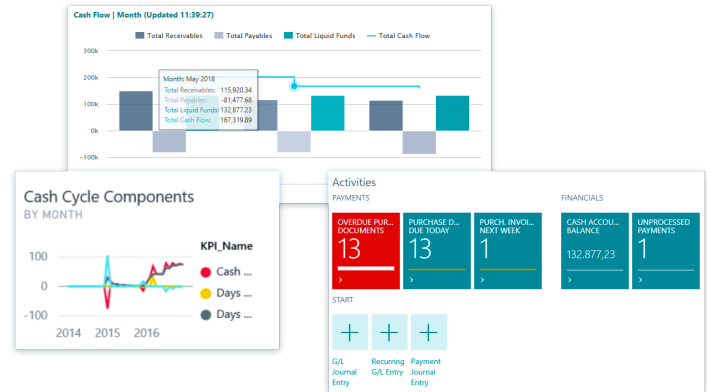 Cash Flow | Month (Updated 11:39:27)
Total Receivables Total Payables Total Liquid Funds Total Cash Flow
300k
200k
100k
0k
-100k
Month: May 2018
Total Receivables: 115,920.34
Total Payables: -81,477.68
Total Liquid Funds: 132,877.23
Total Cash Flow: 167,319.89
Cash Cycle Components
BY MONTH
100
0
-100
2014 2015 2016
KPI_Name
Cash ...
Days ...
Days ...
Activities
PAYMENTS
OVERDUE PUR...
DOCUMENTS
13
›
PURCHASE D...
DUE TODAY
13
›
PURCH. INVOI...
NEXT WEEK
1
›
FINANCIALS
CASH ACCOU...
BALANCE
132.877,23
›
UNPROCESSED
PAYMENTS
1
›
START
G/L
Journal
Entry
Recurring
G/L Entry
Payment
Journal
Entry